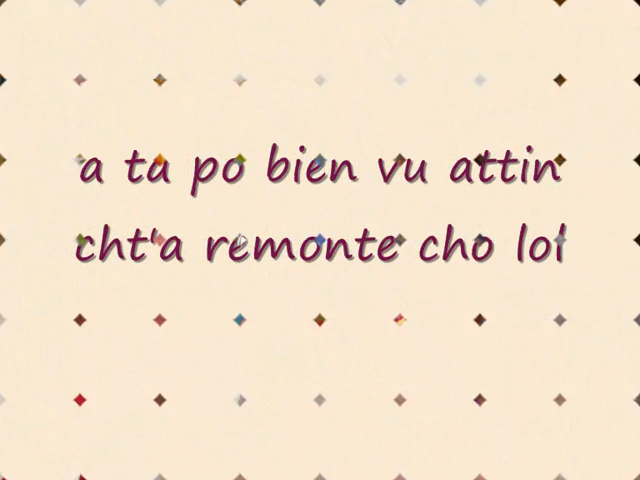 a ta po bien vu attin
cht'a remonte cho lol